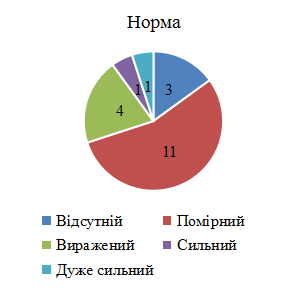 Норма
3
11
4
1
1
Відсутній
Помірний
Виражений
Сильний
Дуже сильний